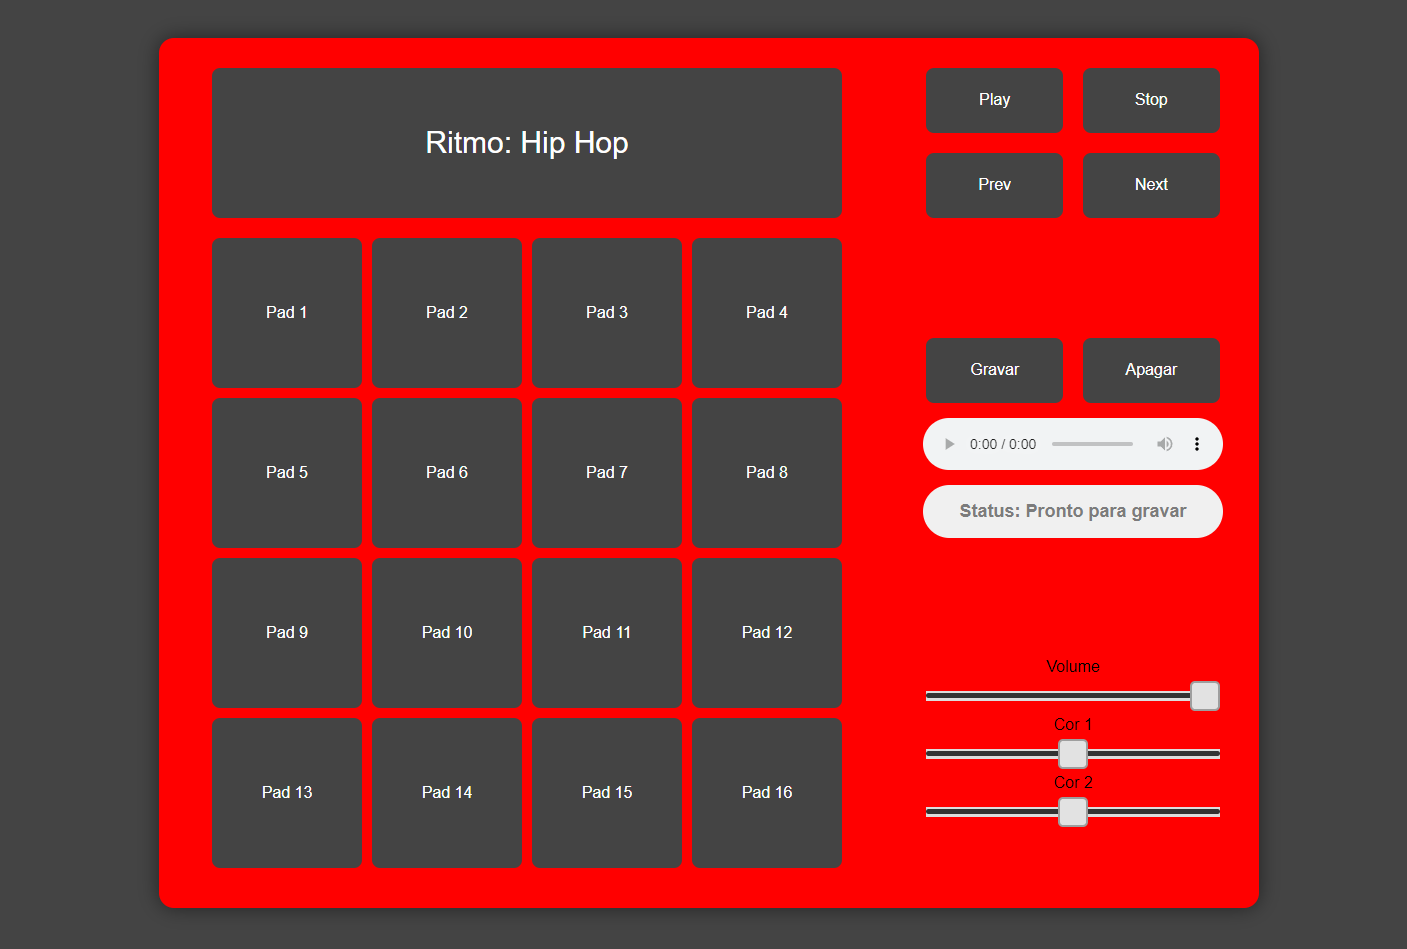 Ritmo: Hip Hop
Play
Stop
Prev
Next
Pad 1
Pad 2
Pad 3
Pad 4
Pad 5
Pad 6
Pad 7
Pad 8
Pad 9
Pad 10
Pad 11
Pad 12
Pad 13
Pad 14
Pad 15
Pad 16
Gravar
Apagar
0:00 / 0:00
Status: Pronto para gravar
Volume
Cor 1
Cor 2